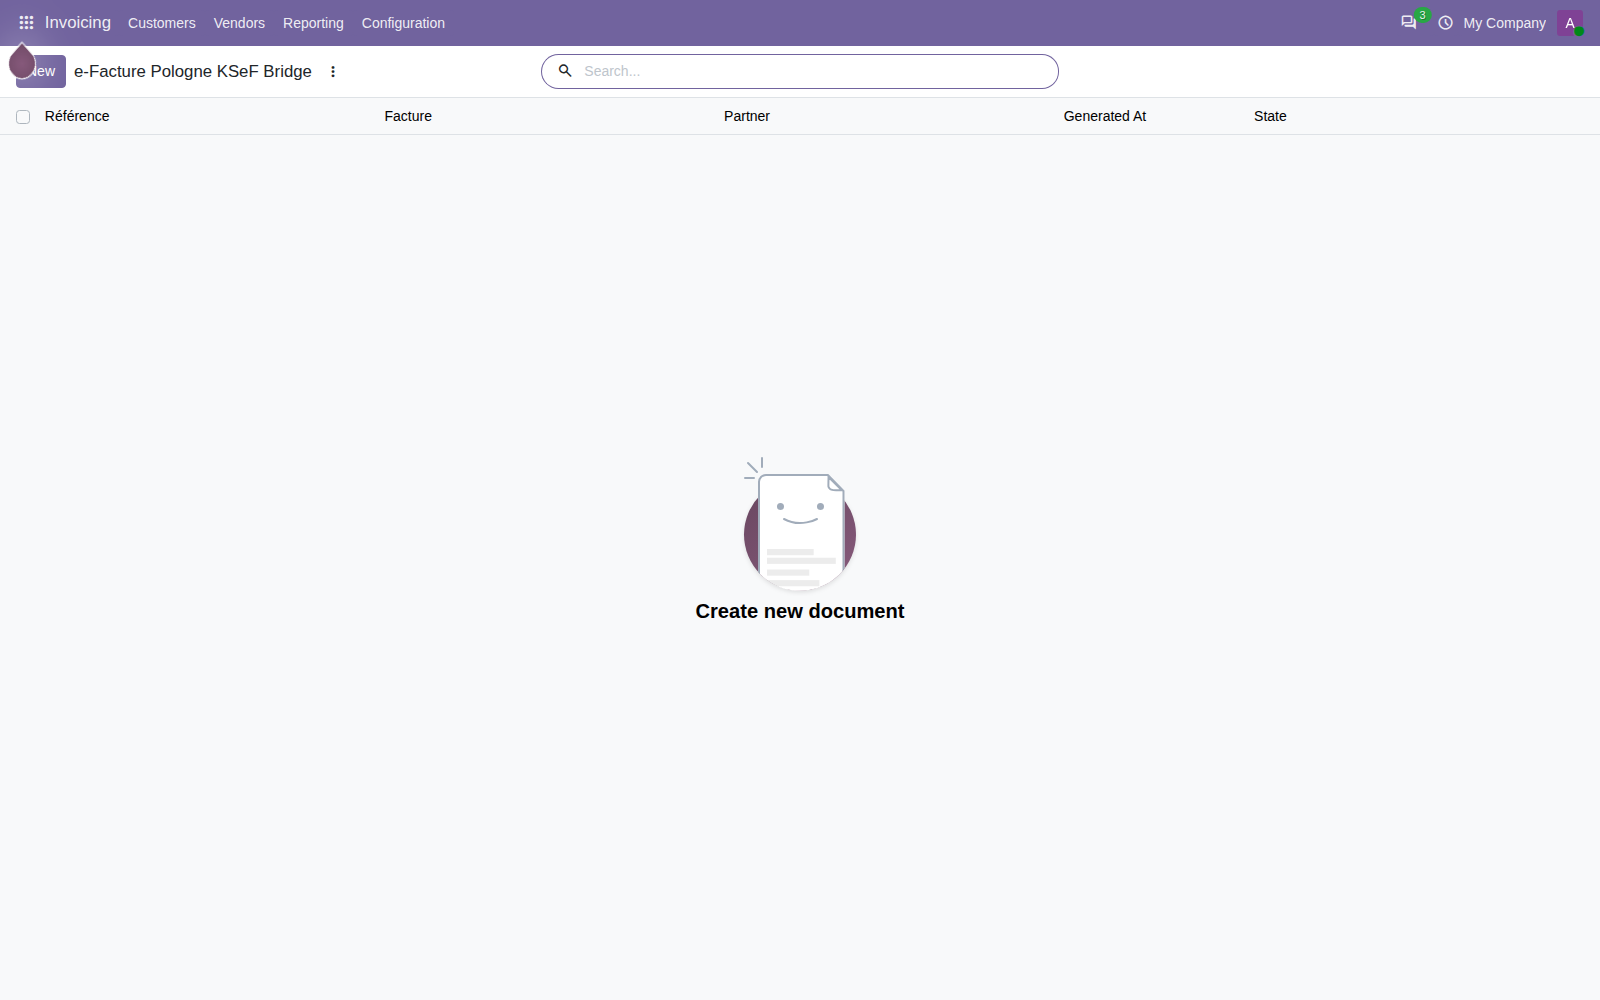 Invoicing Customers Vendors Reporting Configuration 3 My Company A
New e-Facture Pologne KSeF Bridge Search...
Référence Facture Partner Generated At State
Create new document